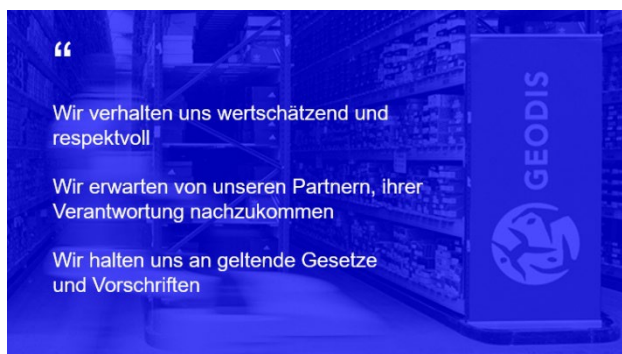 “
Wir verhalten uns wertschätzend und
respektvoll
Wir erwarten von unseren Partnern, ihrer
Verantwortung nachzukommen
Wir halten uns an geltende Gesetze
und Vorschriften
GEODIS